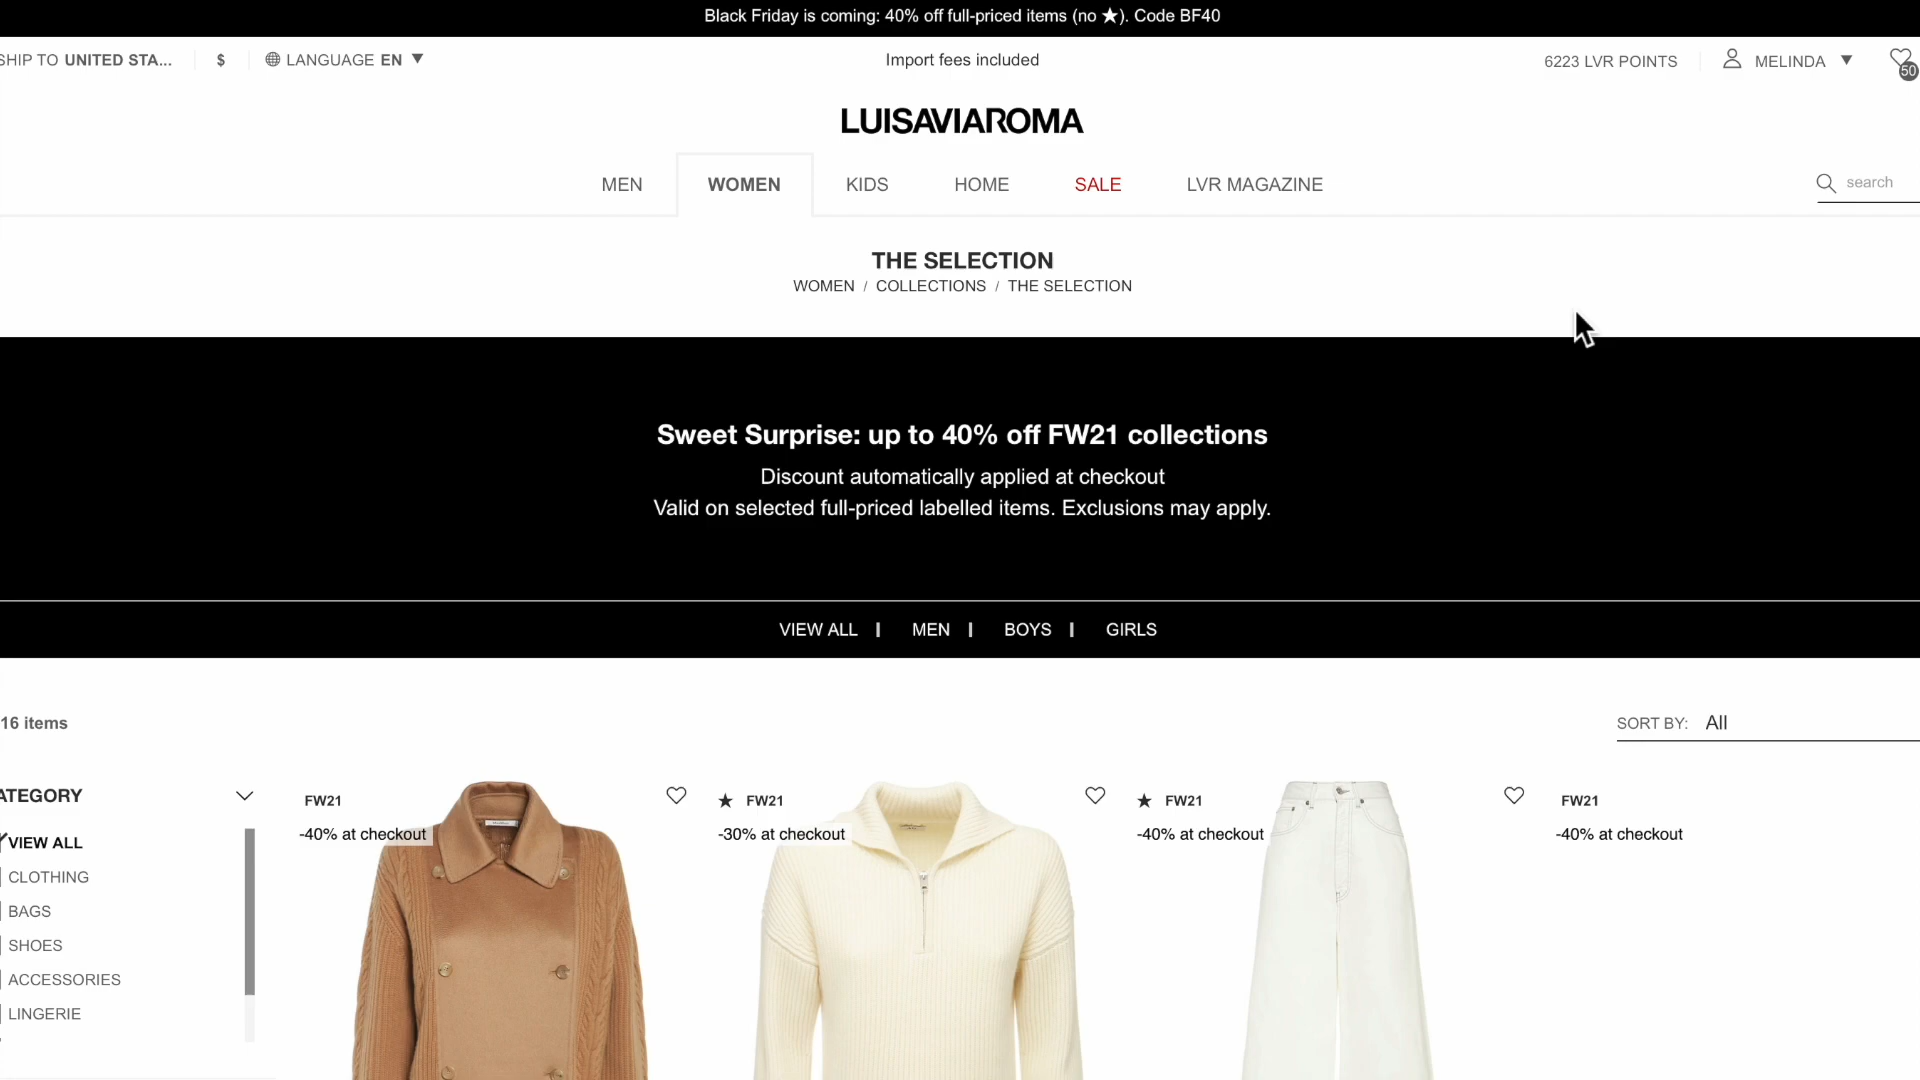 Black Friday is coming: 40% off full-priced items (no ★). Code BF40
SHIP TO UNITED STA... $ LANGUAGE EN ▼ Import fees included 6223 LVR POINTS MELINDA ▼ 50
LUISAVIAROMA
MEN WOMEN KIDS HOME SALE LVR MAGAZINE search
THE SELECTION
WOMEN / COLLECTIONS / THE SELECTION
Sweet Surprise: up to 40% off FW21 collections
Discount automatically applied at checkout
Valid on selected full-priced labelled items. Exclusions may apply.
VIEW ALL | MEN | BOYS | GIRLS
16 items SORT BY: All
ATEGORY
VIEW ALL
CLOTHING
BAGS
SHOES
ACCESSORIES
LINGERIE
FW21
-40% at checkout
★ FW21
-30% at checkout
★ FW21
-40% at checkout
FW21
-40% at checkout